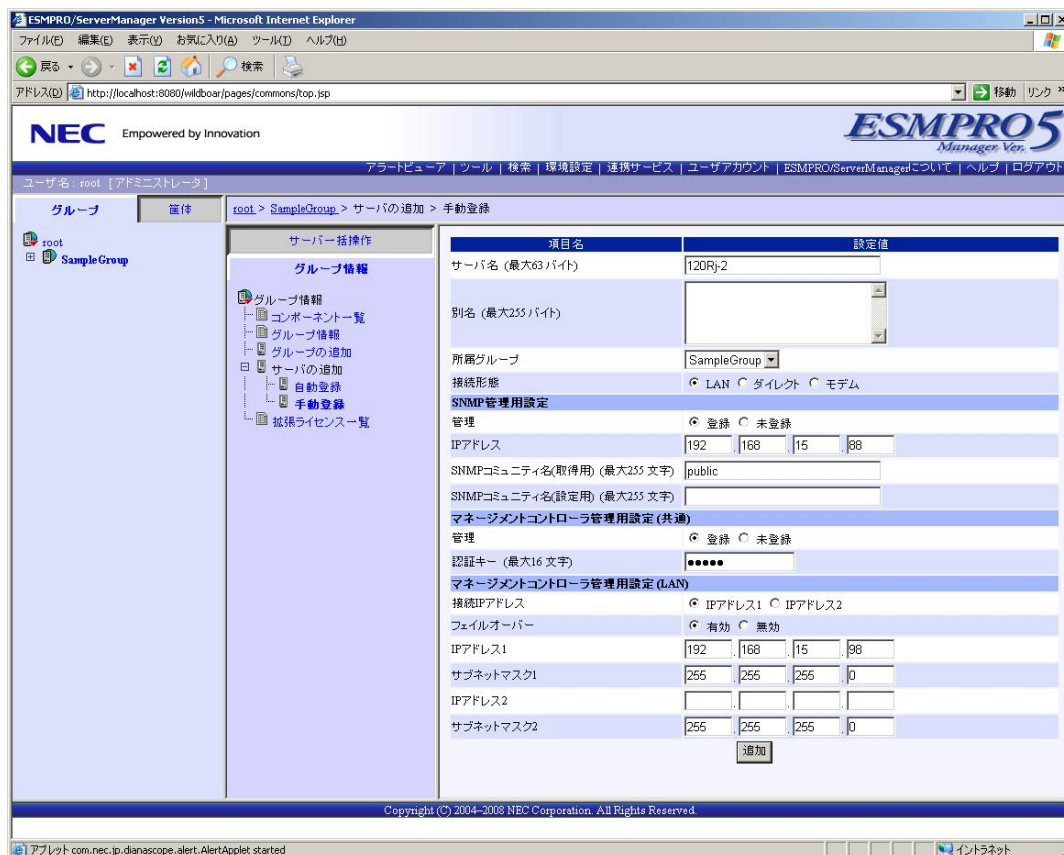 ESMPRO/ServerManager Version5 - Microsoft Internet Explorer
ファイル(F) 編集(E) 表示(V) お気に入り(A) ツール(T) ヘルプ(H)
戻る 検索
アドレス(D) http://localhost:8080/wildboar/pages/commons/top.jsp 移動 リンク »
NEC Empowered by Innovation
ESMPRO5
Manager, Ver.
アラートビューア | ツール | 検索 | 環境設定 | 連携サービス | ユーザアカウント | ESMPRO/ServerManagerについて | ヘルプ | ログアウト
ユーザ名 : root [アドミニストレータ]
グループ 筐体
root > SampleGroup > サーバの追加 > 手動登録
root
SampleGroup
サーバ一括操作
グループ情報
グループ情報
コンポーネント一覧
グループ情報
グループの追加
サーバの追加
自動登録
手動登録
拡張ライセンス一覧
項目名 設定値
サーバ名 (最大63バイト) 120Rj-2
別名 (最大255バイト)
所属グループ SampleGroup
接続形態 LAN ダイレクト モデム
SNMP管理用設定
管理 登録 未登録
IPアドレス 192 . 168 . 15 . 88
SNMPコミュニティ名(取得用) (最大255 文字) public
SNMPコミュニティ名(設定用) (最大255 文字)
マネージメントコントローラ管理用設定 (共通)
管理 登録 未登録
認証キー (最大16 文字) ●●●●●
マネージメントコントローラ管理用設定 (LAN)
接続IPアドレス IPアドレス1 IPアドレス2
フェイルオーバー 有効 無効
IPアドレス1 192 . 168 . 15 . 98
サブネットマスク1 255 . 255 . 255 . 0
IPアドレス2 . . .
サブネットマスク2 255 . 255 . 255 . 0
追加
Copyright (C) 2004-2008 NEC Corporation. All Rights Reserved.
アプレット com.nec.jp.dianascope.alert.AlertApplet started イントラネット